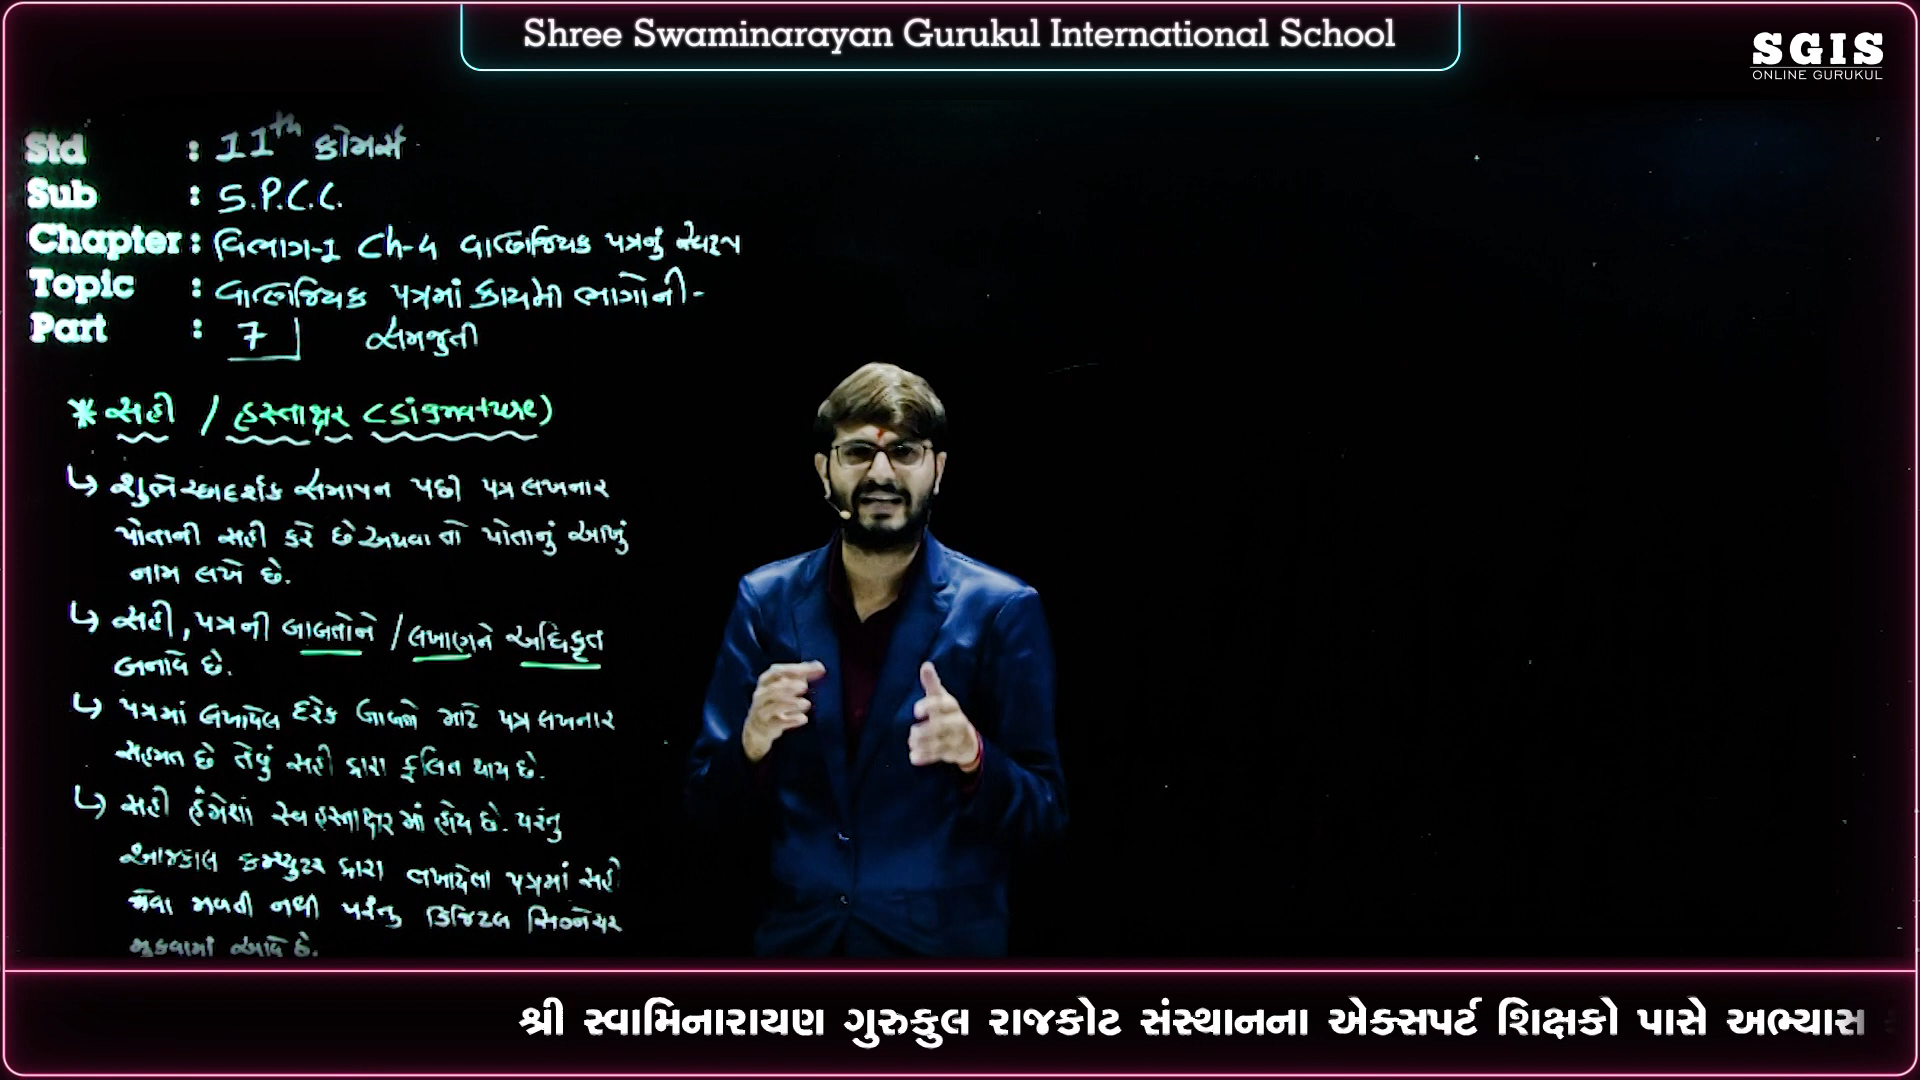 Shree Swaminarayan Gurukul International School
SGIS
ONLINE GURUKUL
Std : 11th કોમર્સ
Sub : S.P.C.C.
Chapter : વિભાગ-1 Ch-4 વાણિજ્યિક પત્રનું સ્વરૂપ
Topic : વાણિજ્યિક પત્રમાં કાયમી ભાગોની-
Part : 7 સમજુતી
* સહી / હસ્તાક્ષર (Signature)
↳ શુભેચ્છાદર્શક સમાપન પછી પત્ર લખનાર
પોતાની સહી કરે છે અથવા તો પોતાનું આખું
નામ લખે છે.
↳ સહી, પત્રની બાબતોને / લખાણને અધિકૃત
બનાવે છે.
↳ પત્રમાં લખાયેલ દરેક બાબત માટે પત્ર લખનાર
સહમત છે તેવું સહી દ્વારા ફલિત થાય છે.
↳ સહી હંમેશા સ્વહસ્તાક્ષરમાં હોય છે. પરંતુ
આજકાલ કમ્પ્યુટર દ્વારા લખાયેલા પત્રમાં સહી
જોવા મળતી નથી પરંતુ ડિજિટલ સિગ્નેચર
મૂકવામાં આવે છે.
શ્રી સ્વામિનારાયણ ગુરુકુલ રાજકોટ સંસ્થાનના એક્સપર્ટ શિક્ષકો પાસે અભ્યાસ